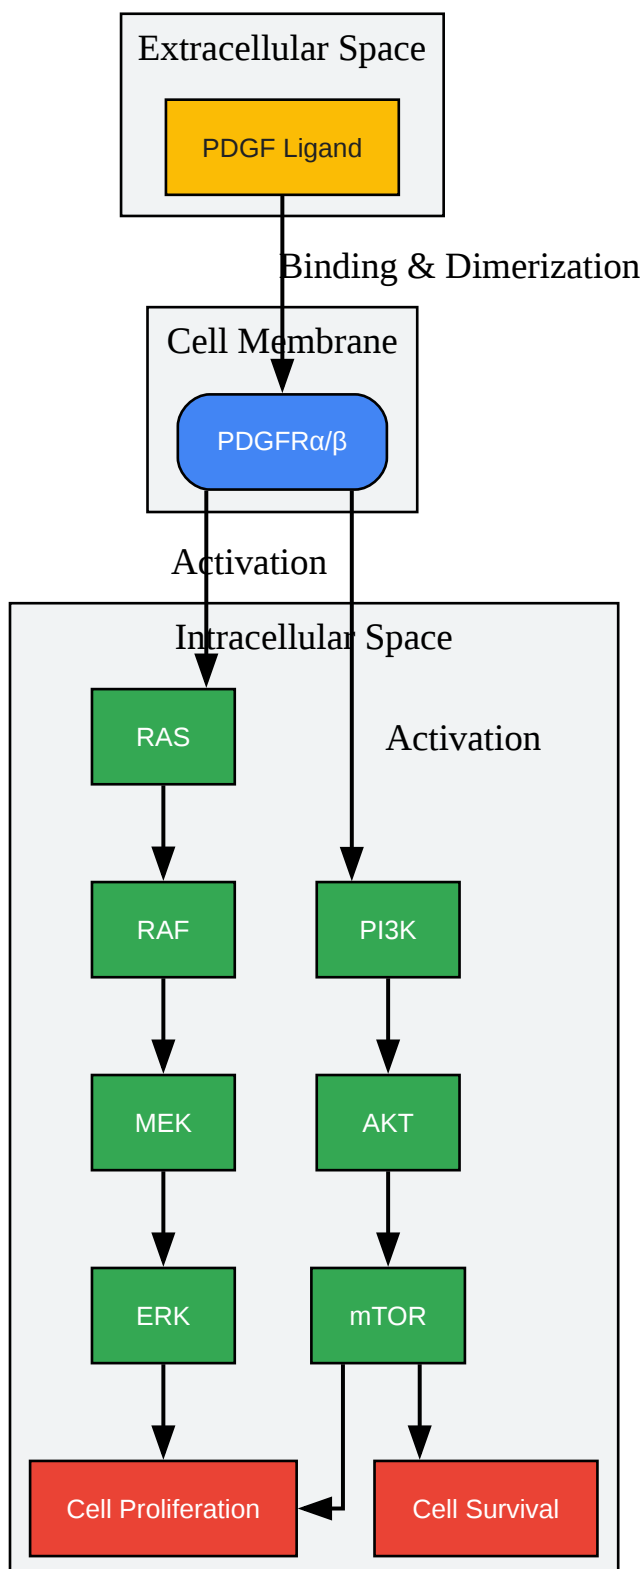 Extracellular Space
PDGF Ligand
Binding & Dimerization
Cell Membrane
PDGFRα/β
Activation
Intracellular Space
RAS
Activation
RAF
PI3K
MEK
AKT
ERK
mTOR
Cell Proliferation
Cell Survival